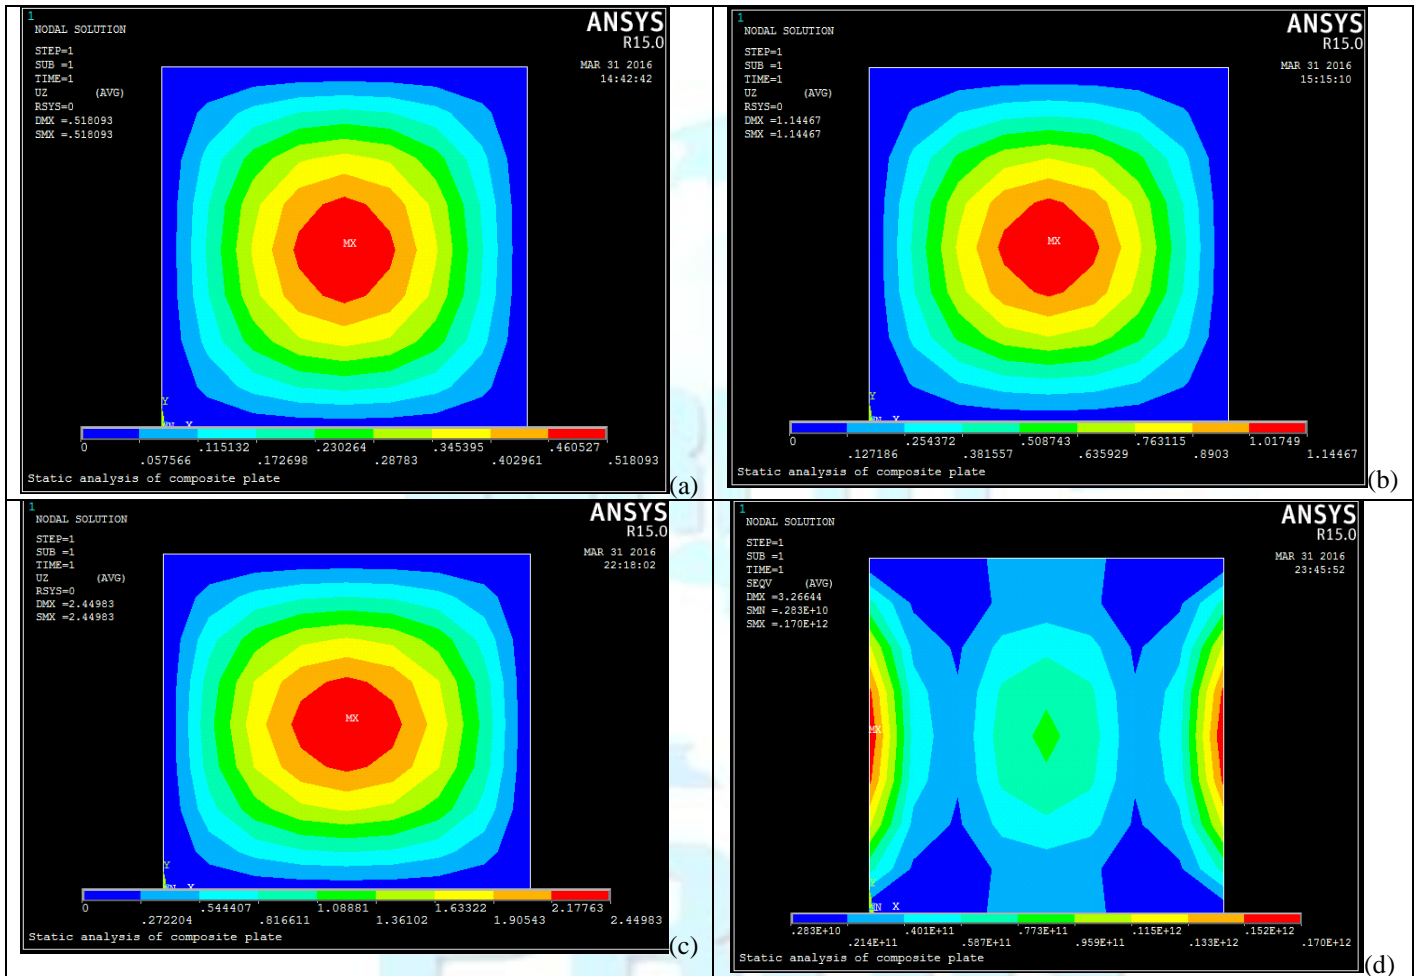 1
NODAL SOLUTION
STEP=1
SUB =1
TIME=1
UZ (AVG)
RSYS=0
DMX =.518093
SMX =.518093
ANSYS
R15.0
MAR 31 2016
14:42:42
MX
Y
X
0 .115132 .230264 .345395 .460527
.057566 .172698 .28783 .402961 .518093
Static analysis of composite plate
(a)
1
NODAL SOLUTION
STEP=1
SUB =1
TIME=1
UZ (AVG)
RSYS=0
DMX =1.14467
SMX =1.14467
ANSYS
R15.0
MAR 31 2016
15:15:10
MX
Y
X
0 .254372 .508743 .763115 1.01749
.127186 .381557 .635929 .8903 1.14467
Static analysis of composite plate
(b)
1
NODAL SOLUTION
STEP=1
SUB =1
TIME=1
UZ (AVG)
RSYS=0
DMX =2.44983
SMX =2.44983
ANSYS
R15.0
MAR 31 2016
22:18:02
MX
Y
X
0 .544407 1.08881 1.63322 2.17763
.272204 .816611 1.36102 1.90543 2.44983
Static analysis of composite plate
(c)
1
NODAL SOLUTION
STEP=1
SUB =1
TIME=1
SEQV (AVG)
DMX =3.26644
SMN =.283E+10
SMX =.170E+12
ANSYS
R15.0
MAR 31 2016
23:45:52
MX
X
.283E+10 .401E+11 .773E+11 .115E+12 .152E+12
.214E+11 .587E+11 .959E+11 .133E+12 .170E+12
Static analysis of composite plate
(d)